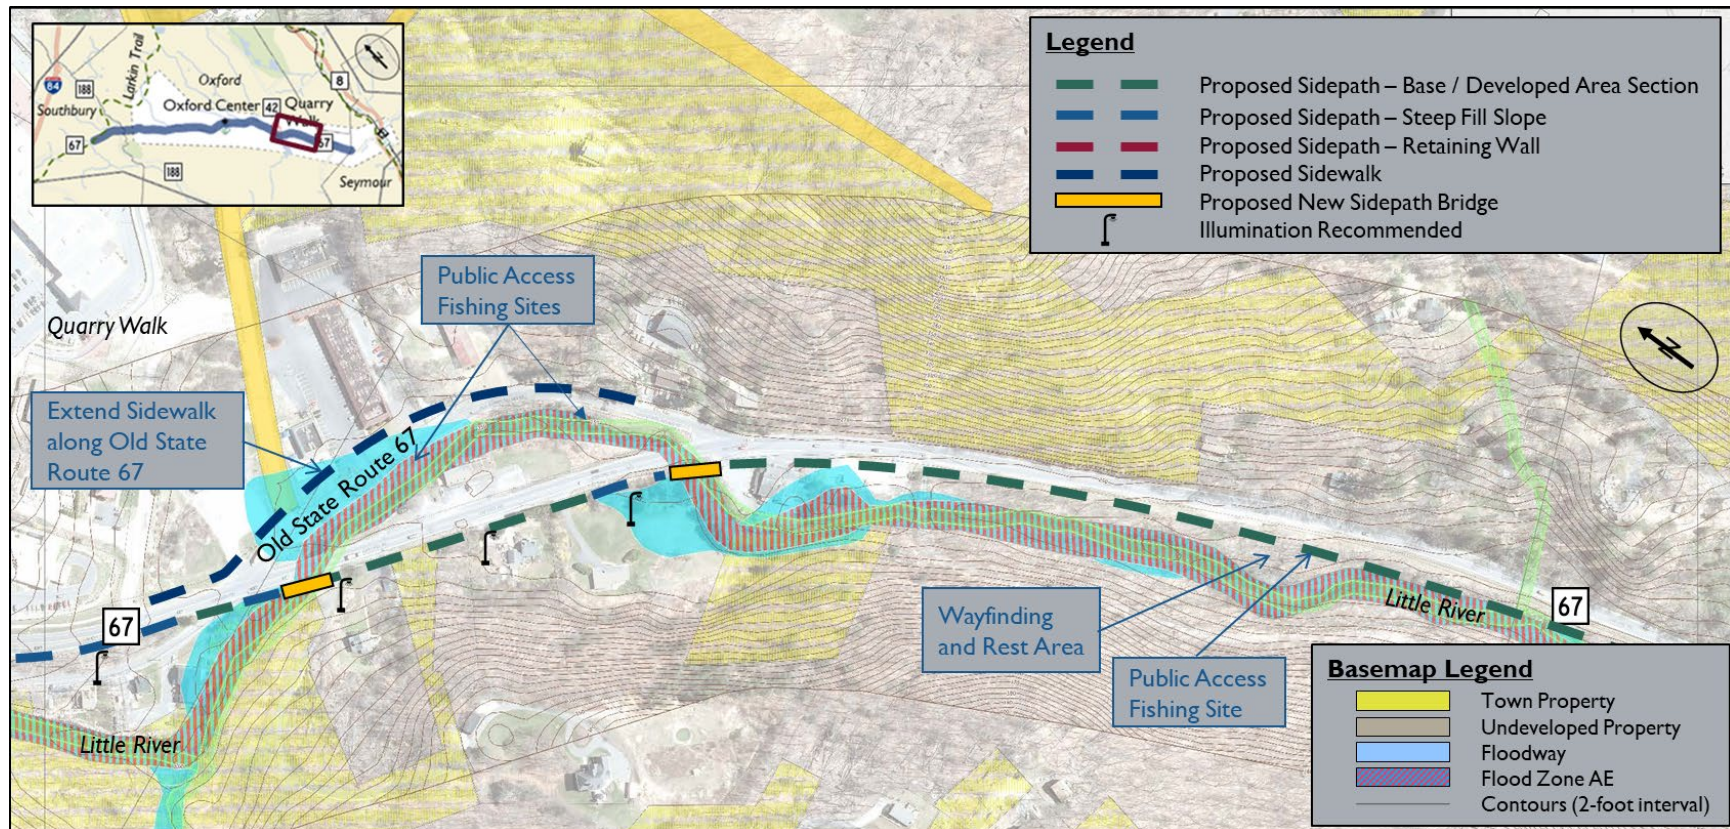 Larkin Trail
84
188
Oxford
8
Southbury
Oxford Center
42
Quarry
Walk
67
67
188
Seymour
N
Legend
Proposed Sidepath – Base / Developed Area Section
Proposed Sidepath – Steep Fill Slope
Proposed Sidepath – Retaining Wall
Proposed Sidewalk
Proposed New Sidepath Bridge
Illumination Recommended
Public Access
Fishing Sites
Quarry Walk
N
Extend Sidewalk
along Old State
Route 67
Old State Route 67
67
Wayfinding
and Rest Area
Public Access
Fishing Site
Little River
67
Little River
Basemap Legend
Town Property
Undeveloped Property
Floodway
Flood Zone AE
Contours (2-foot interval)